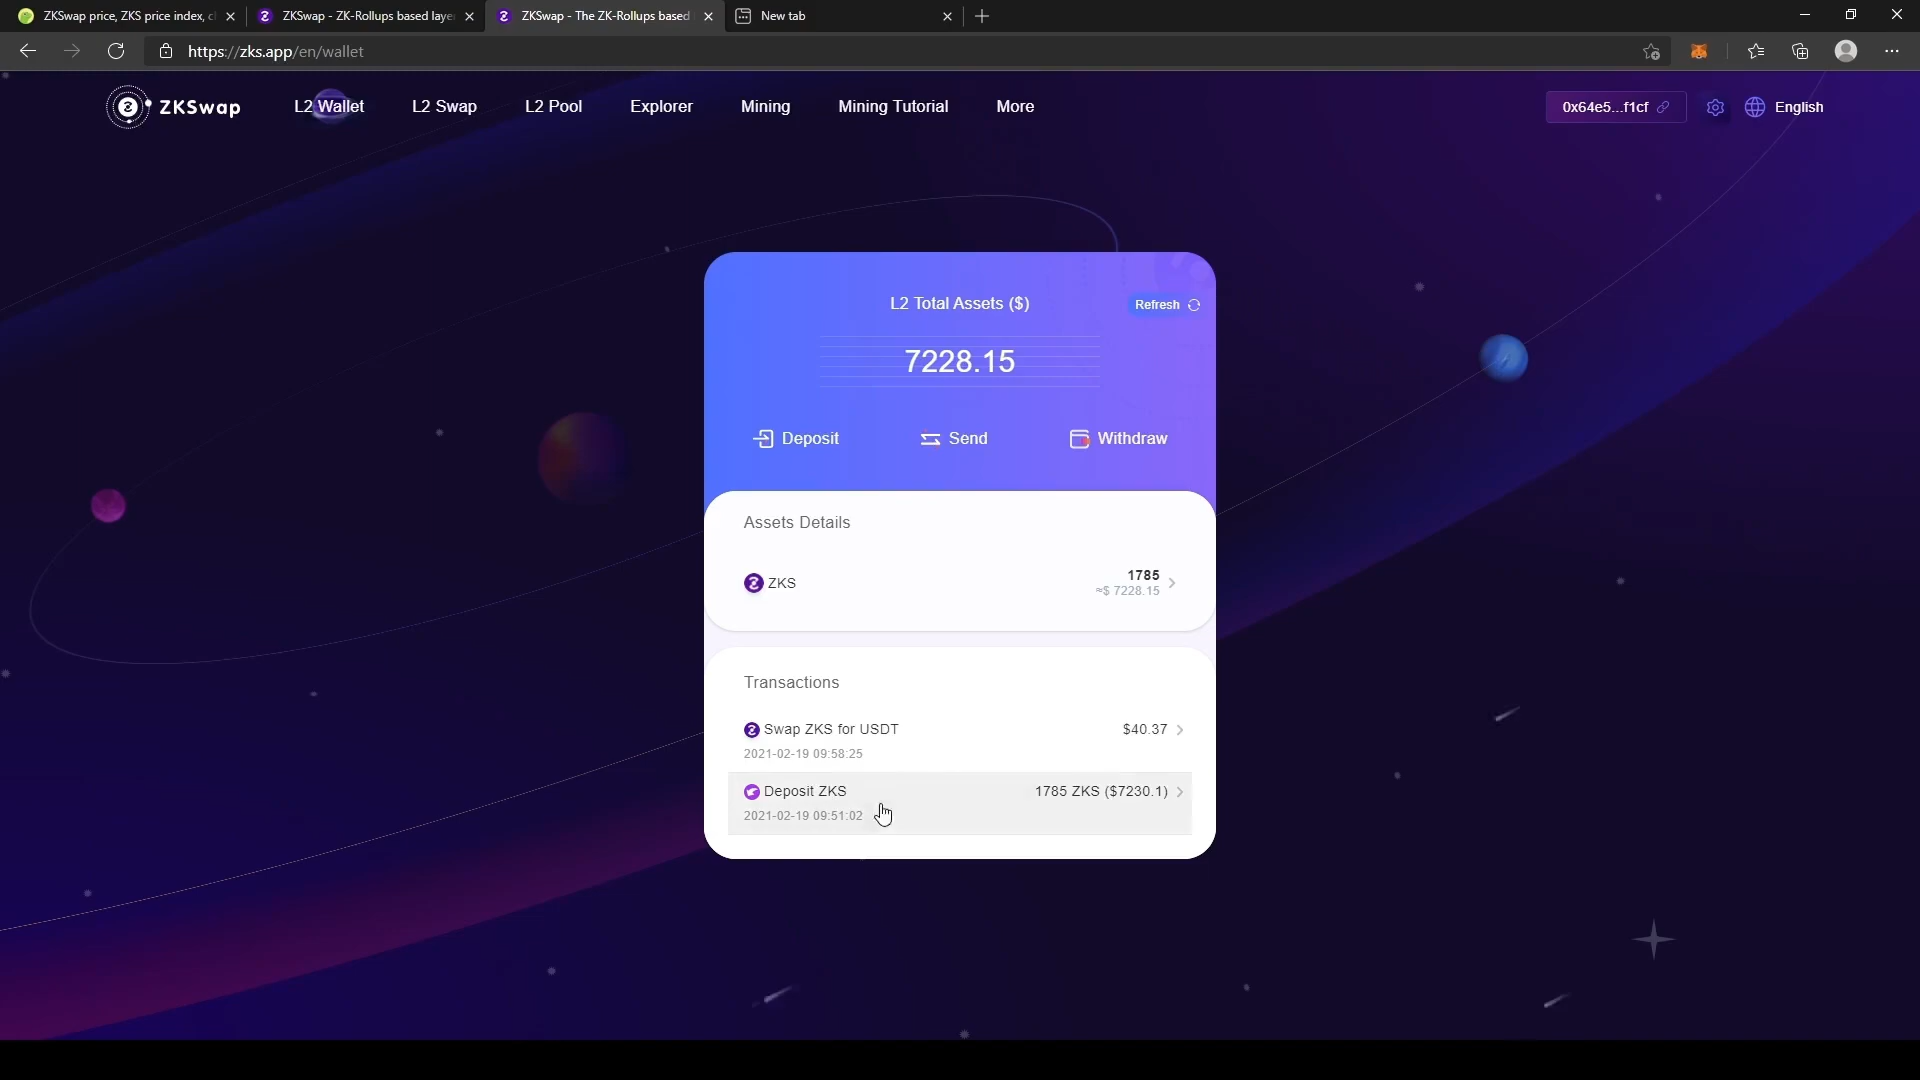 ZKSwap price, ZKS price index, c
ZKSwap - ZK-Rollups based laye
ZKSwap - The ZK-Rollups based
New tab
https://zks.app/en/wallet
ZKSwap
L2 Wallet
L2 Swap
L2 Pool
Explorer
Mining
Mining Tutorial
More
0x64e5...f1cf
English
L2 Total Assets ($)
Refresh
7228.15
Deposit
Send
Withdraw
Assets Details
ZKS
1785
≈$ 7228.15
Transactions
Swap ZKS for USDT
$40.37
2021-02-19 09:58:25
Deposit ZKS
1785 ZKS ($7230.1)
2021-02-19 09:51:02